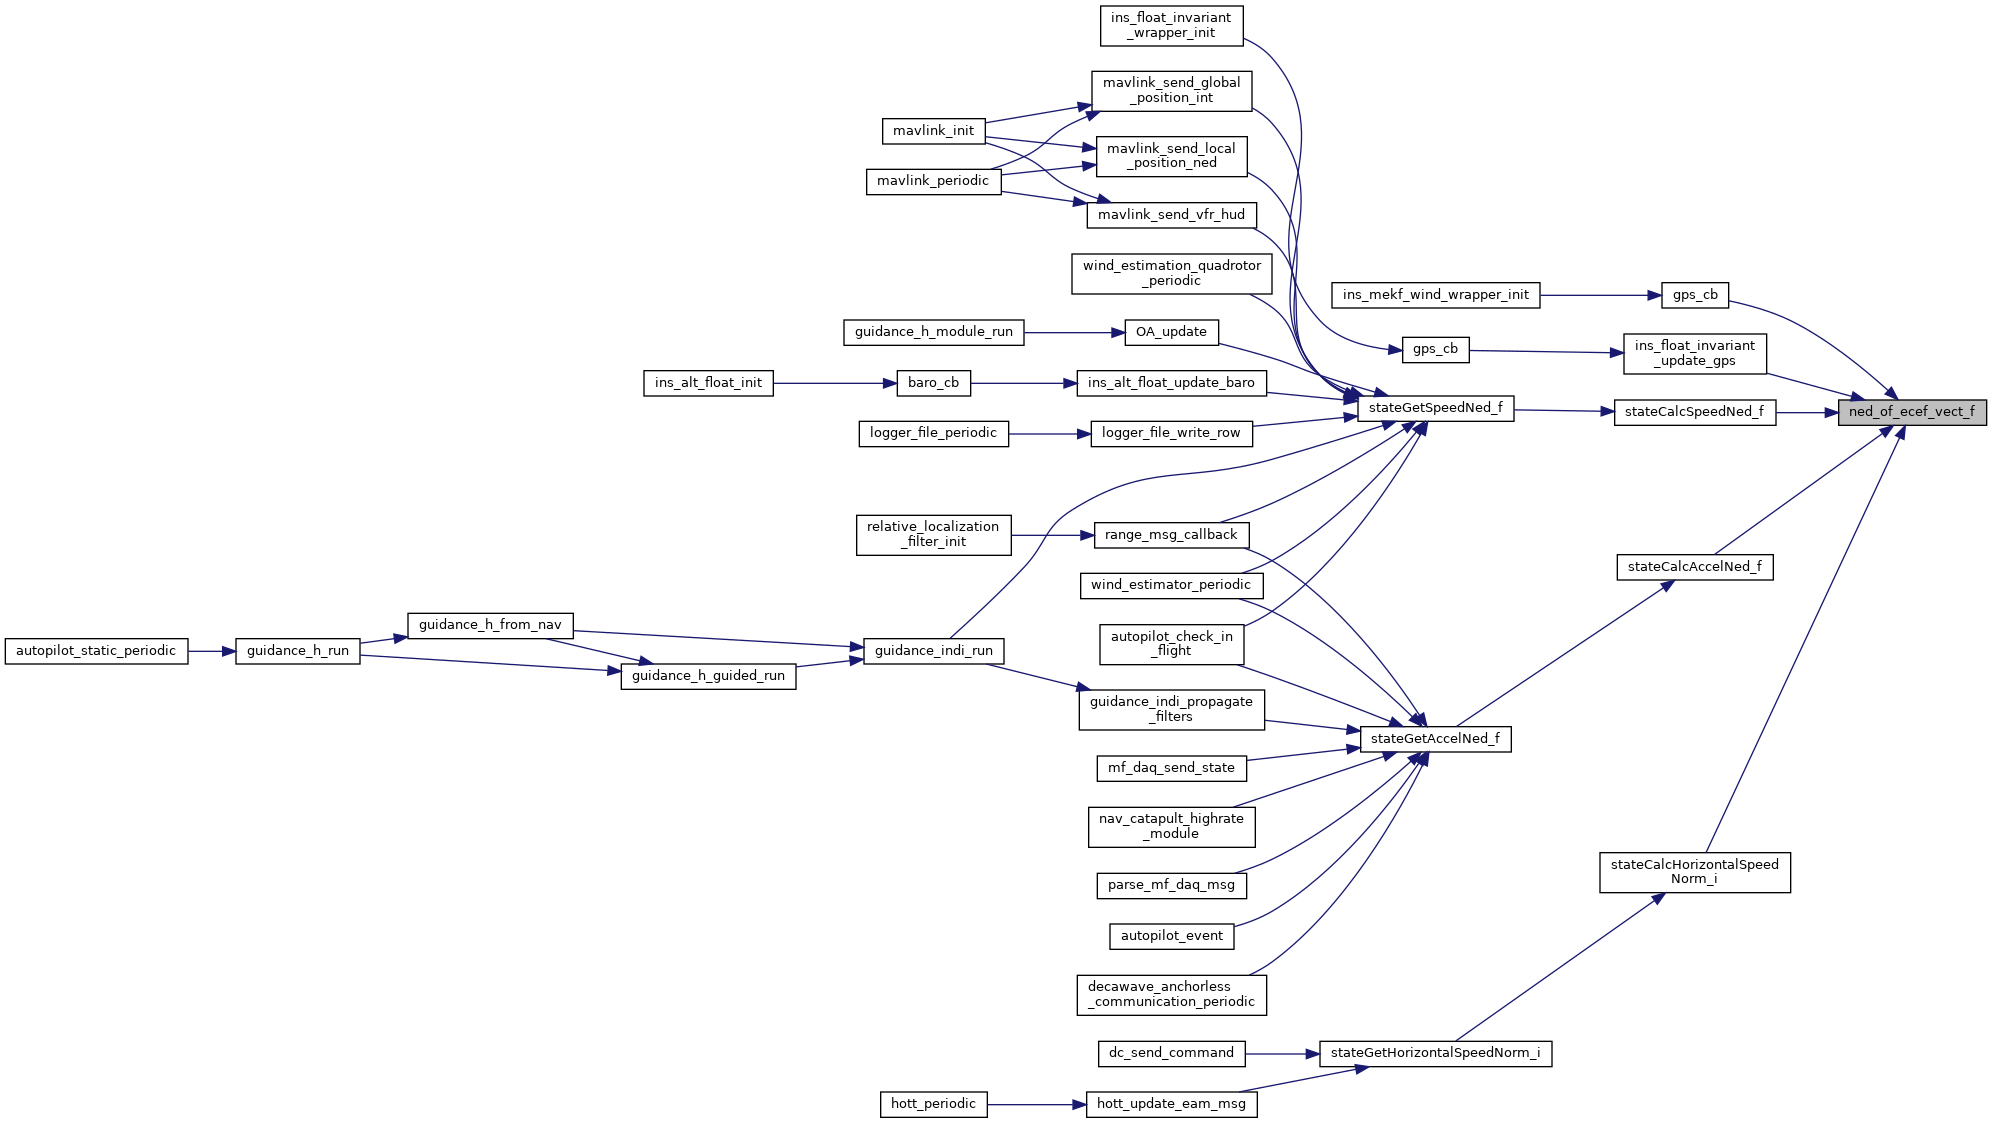 ins_float_invariant
_wrapper_init
mavlink_send_global
_position_int
mavlink_init
mavlink_send_local
_position_ned
mavlink_periodic
mavlink_send_vfr_hud
wind_estimation_quadrotor
_periodic
ins_mekf_wind_wrapper_init
gps_cb
guidance_h_module_run
OA_update
gps_cb
ins_float_invariant
_update_gps
ins_alt_float_init
baro_cb
ins_alt_float_update_baro
stateGetSpeedNed_f
stateCalcSpeedNed_f
ned_of_ecef_vect_f
logger_file_periodic
logger_file_write_row
relative_localization
_filter_init
range_msg_callback
stateCalcAccelNed_f
wind_estimator_periodic
autopilot_check_in
_flight
autopilot_static_periodic
guidance_h_run
guidance_h_from_nav
guidance_h_guided_run
guidance_indi_run
guidance_indi_propagate
_filters
stateGetAccelNed_f
mf_daq_send_state
nav_catapult_highrate
_module
parse_mf_daq_msg
stateCalcHorizontalSpeed
Norm_i
autopilot_event
decawave_anchorless
_communication_periodic
dc_send_command
stateGetHorizontalSpeedNorm_i
hott_periodic
hott_update_eam_msg